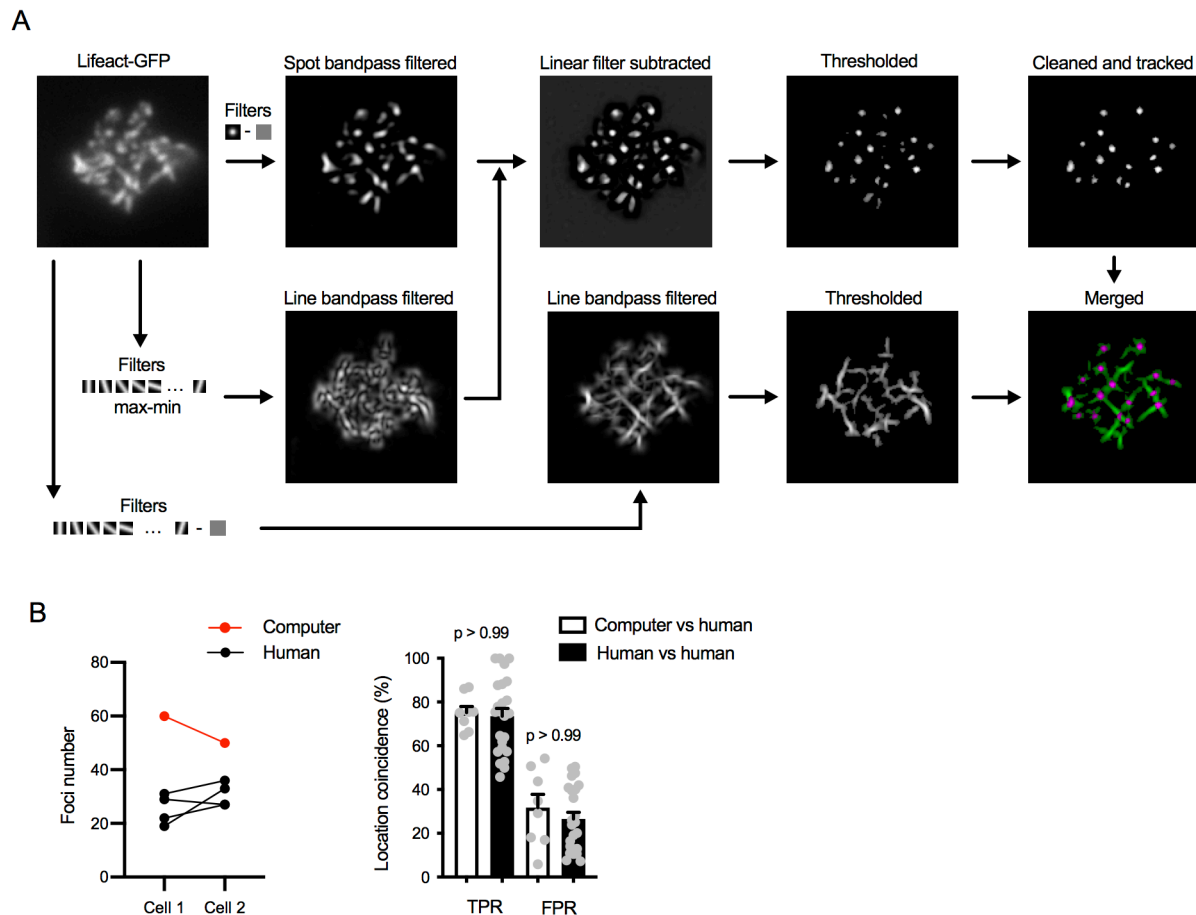 A
Lifeact-GFP
Spot bandpass filtered
Linear filter subtracted
Thresholded
Cleaned and tracked
Filters
-
Line bandpass filtered
Line bandpass filtered
Thresholded
Merged
Filters
...
max-min
Filters
... -
B
Computer
Human
Foci number
80
60
40
20
0
Cell 1 Cell 2
Computer vs human
Human vs human
p > 0.99
p > 0.99
Location coincidence (%)
100
80
60
40
20
0
TPR FPR